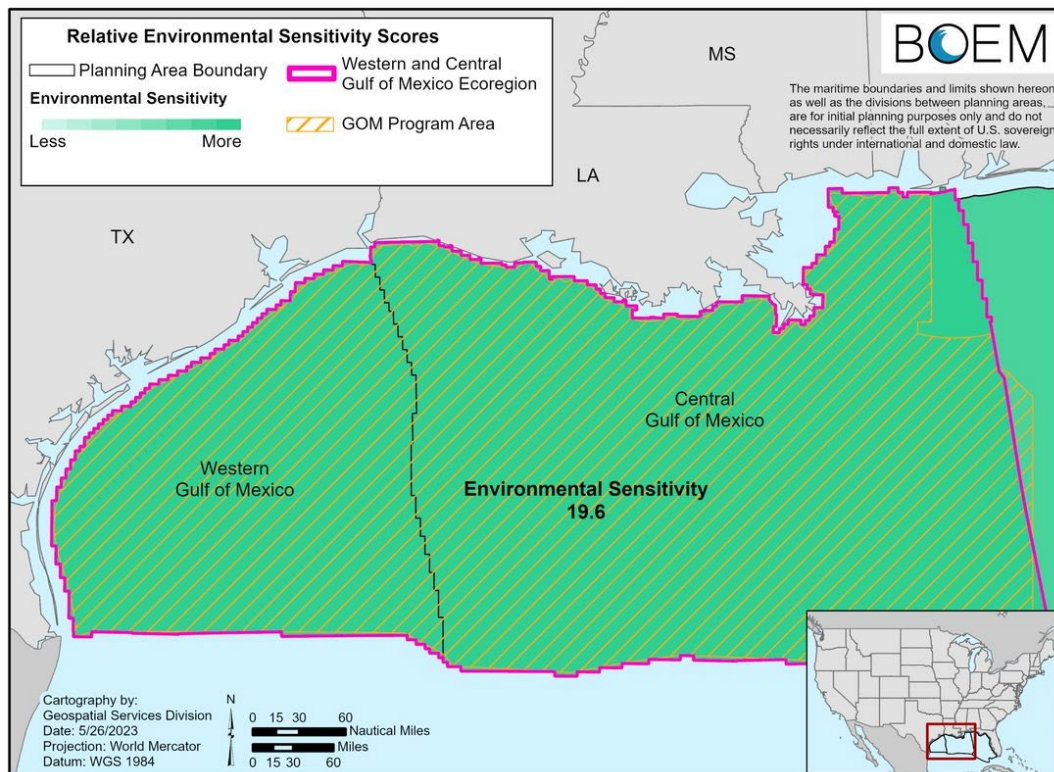 Relative Environmental Sensitivity Scores
Planning Area Boundary
Western and Central
Gulf of Mexico Ecoregion
Environmental Sensitivity
Less
More
GOM Program Area
BOEM
The maritime boundaries and limits shown hereon,
as well as the divisions between planning areas,
are for initial planning purposes only and do not
necessarily reflect the full extent of U.S. sovereign
rights under international and domestic law.
MS
LA
TX
Central
Gulf of Mexico
Western
Gulf of Mexico
Environmental Sensitivity
19.6
Cartography by:
Geospatial Services Division
Date: 5/26/2023
Projection: World Mercator
Datum: WGS 1984
N
0 15 30 60
Nautical Miles
Miles
0 15 30 60